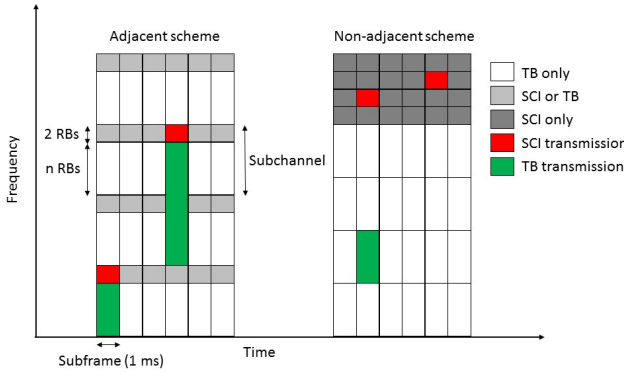 Adjacent scheme
Non-adjacent scheme
TB only
SCI or TB
SCI only
SCI transmission
TB transmission
2 RBs
n RBs
Subchannel
Frequency
Time
Subframe (1 ms)